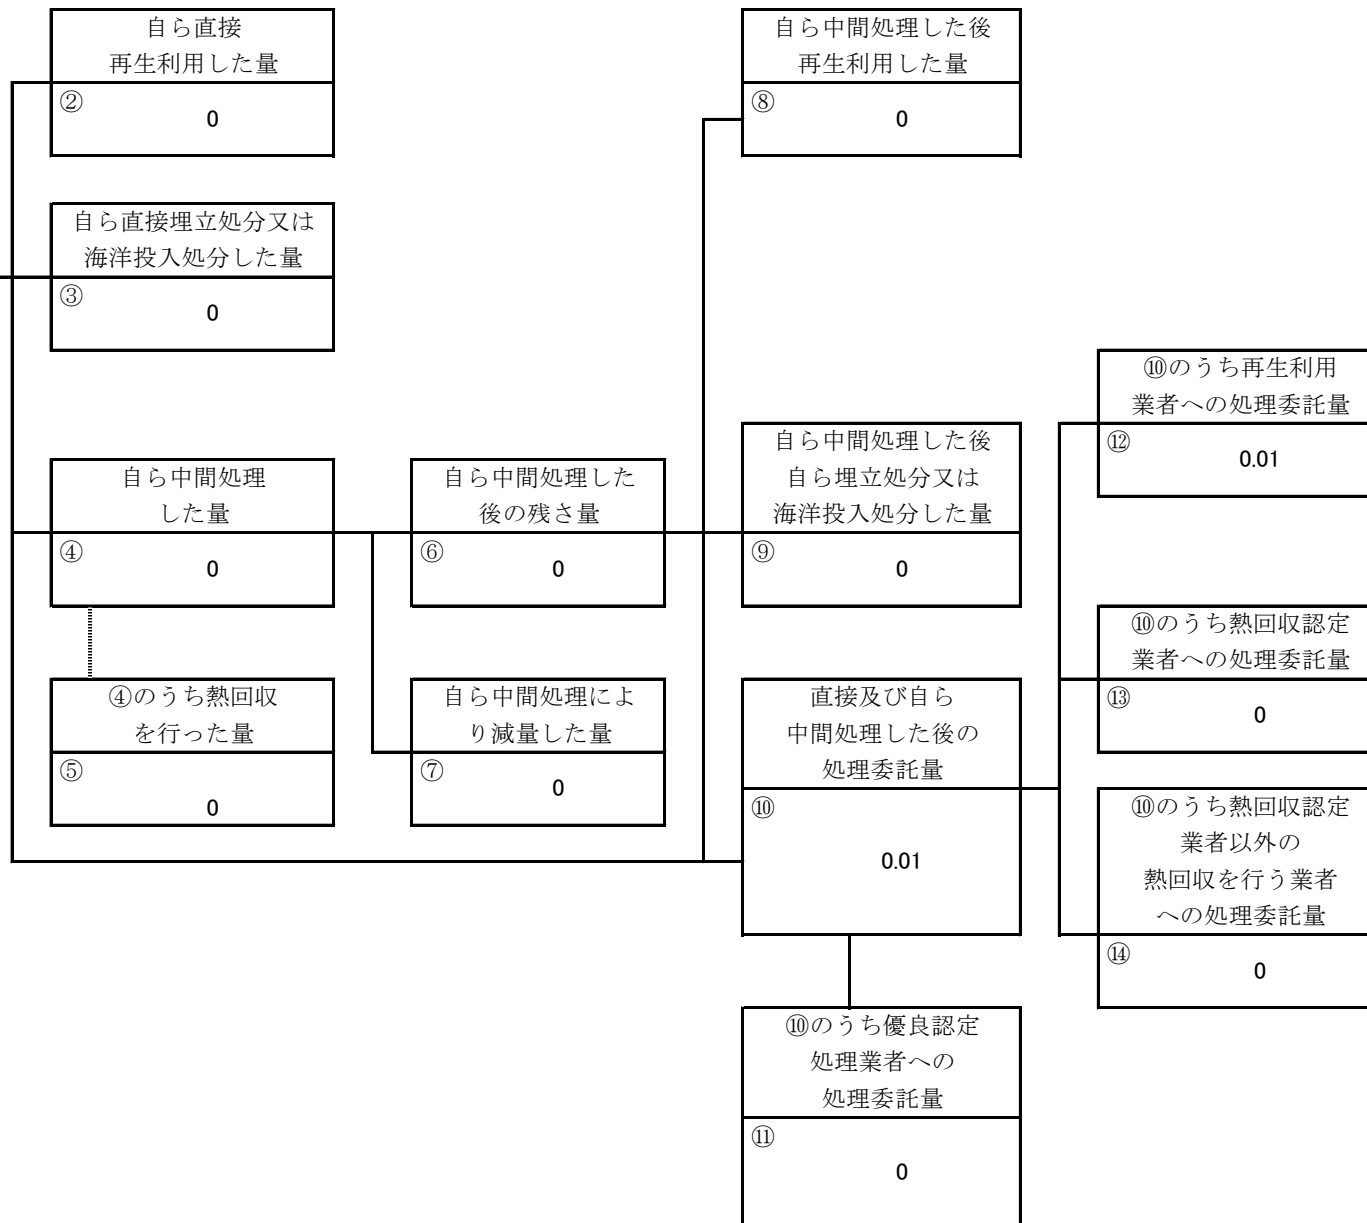 自ら直接
再生利用した量
②
0
自ら直接埋立処分又は
海洋投入処分した量
③
0
自ら中間処理
した量
④
0
④のうち熱回収
を行った量
⑤
0
自ら中間処理した
後の残さ量
⑥
0
自ら中間処理によ
り減量した量
⑦
0
自ら中間処理した後
再生利用した量
⑧
0
自ら中間処理した後
自ら埋立処分又は
海洋投入処分した量
⑨
0
直接及び自ら
中間処理した後の
処理委託量
⑩
0.01
⑩のうち優良認定
処理業者への
処理委託量
⑪
0
⑩のうち再生利用
業者への処理委託量
⑫
0.01
⑩のうち熱回収認定
業者への処理委託量
⑬
0
⑩のうち熱回収認定
業者以外の
熱回収を行う業者
への処理委託量
⑭
0